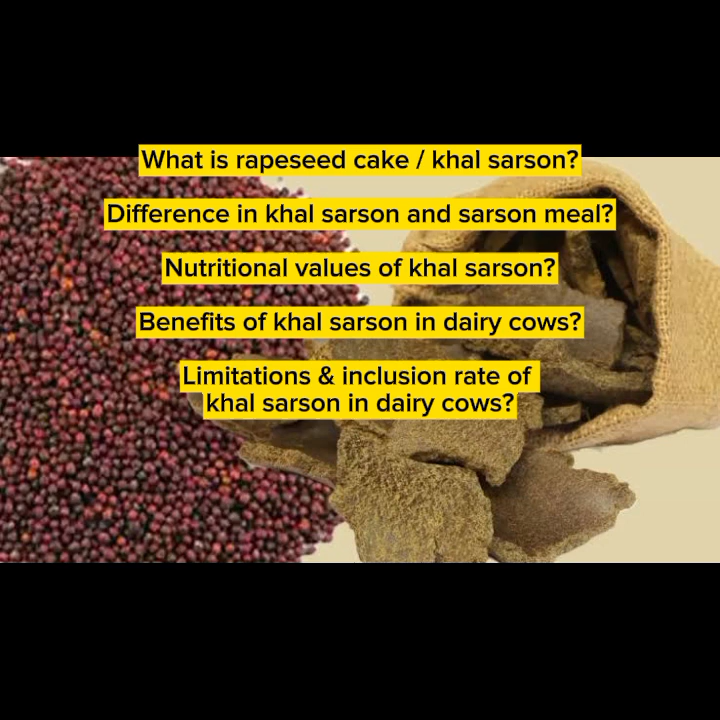 What is rapeseed cake / khal sarson?
Difference in khal sarson and sarson meal?
Nutritional values of khal sarson?
Benefits of khal sarson in dairy cows?
Limitations & inclusion rate of
khal sarson in dairy cows?